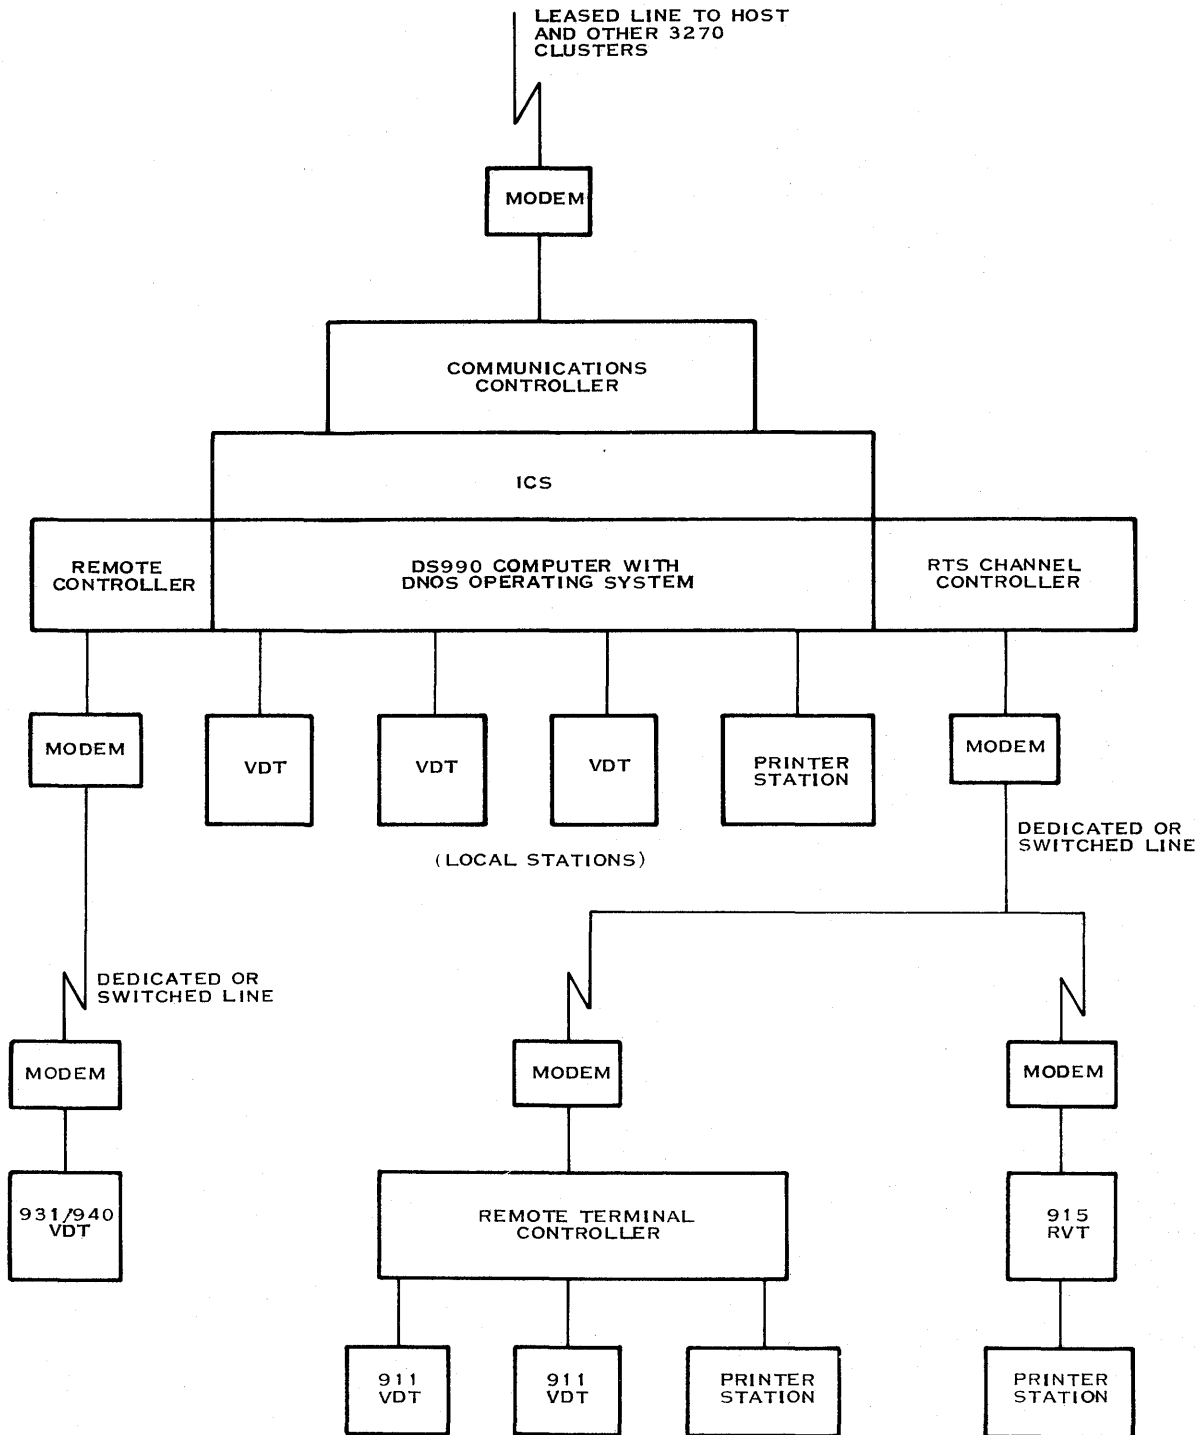 LEASED LINE TO HOST
AND OTHER 3270
CLUSTERS
MODEM
COMMUNICATIONS
CONTROLLER
ICS
REMOTE
CONTROLLER
DS990 COMPUTER WITH
DNOS OPERATING SYSTEM
RTS CHANNEL
CONTROLLER
MODEM
VDT
VDT
VDT
PRINTER
STATION
MODEM
(LOCAL STATIONS)
DEDICATED OR
SWITCHED LINE
DEDICATED OR
SWITCHED LINE
MODEM
MODEM
MODEM
931/940
VDT
REMOTE TERMINAL
CONTROLLER
915
RVT
911
VDT
911
VDT
PRINTER
STATION
PRINTER
STATION